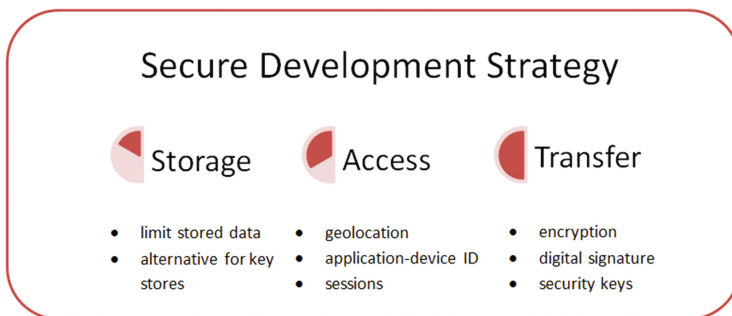 Secure Development Strategy
Storage
limit stored data
alternative for key
stores
Access
geolocation
application-device ID
sessions
Transfer
encryption
digital signature
security keys